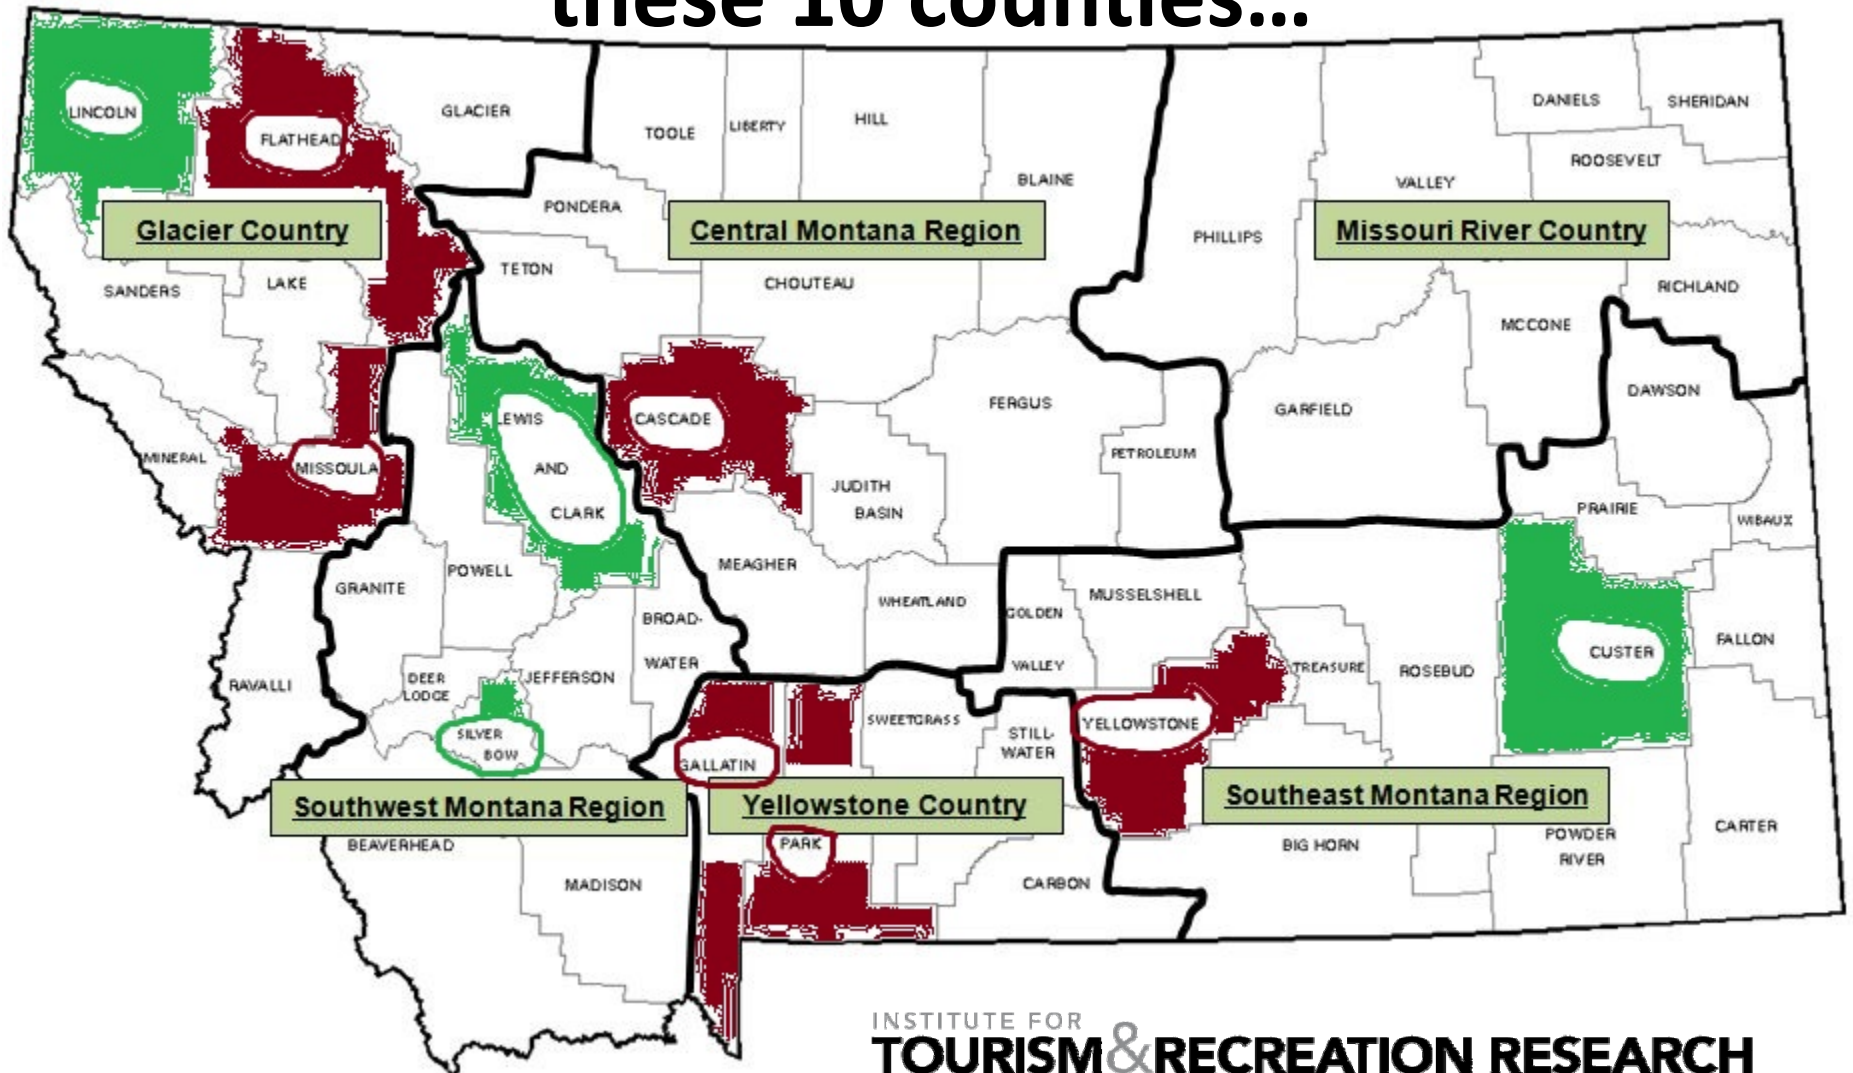 these 10 counties...
LINCOLN
FLATHEAD
GLACIER
TOOLE
LIBERTY
HILL
BLAINE
DANIELS
SHERIDAN
ROOSEVELT
VALLEY
PHILLIPS
PONDERA
Glacier Country
Central Montana Region
Missouri River Country
SANDERS
LAKE
TETON
CHOUTEAU
RICHLAND
MCCONE
DAWSON
LEWIS
AND
CLARK
CASCADE
FERGUS
GARFIELD
MINERAL
MISSOULA
PETROLEUM
JUDITH
BASIN
PRAIRIE
WIBAUX
GRANITE
POWELL
MEAGHER
WHEATLAND
GOLDEN
VALLEY
MUSSELSHELL
BROAD-
WATER
CUSTER
FALLON
RAVALLI
DEER
LODGE
JEFFERSON
TREASURE
ROSEBUD
SILVER
BOW
GALLATIN
SWEETGRASS
STILL-
WATER
YELLOWSTONE
Southwest Montana Region
Yellowstone Country
Southeast Montana Region
BEAVERHEAD
MADISON
PARK
CARBON
BIG HORN
POWDER
RIVER
CARTER
INSTITUTE FOR
TOURISM & RECREATION RESEARCH